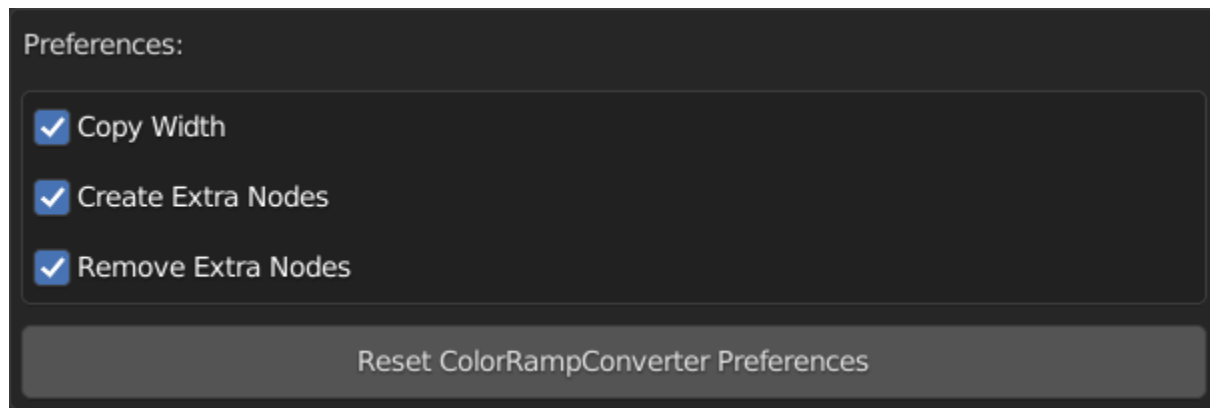 Preferences:
Copy Width
Create Extra Nodes
Remove Extra Nodes
Reset ColorRampConverter Preferences